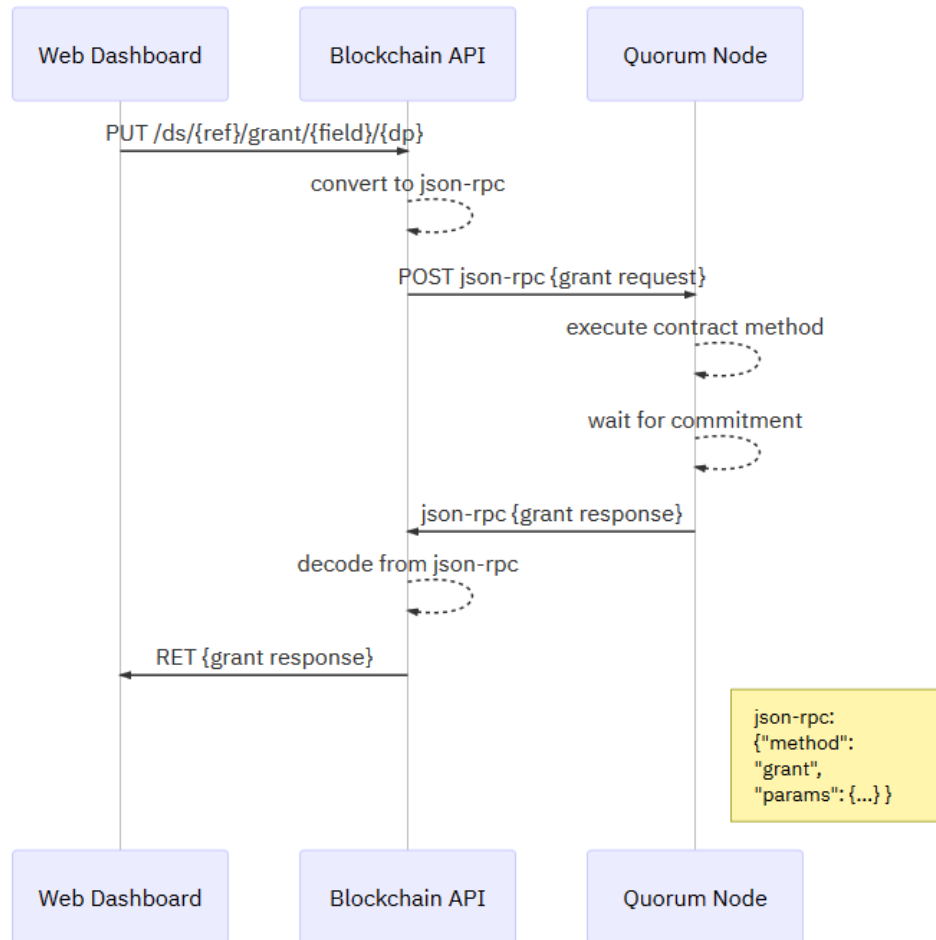 Web Dashboard
Blockchain API
Quorum Node
PUT /ds/{ref}/grant/{field}/{dp}
convert to json-rpc
POST json-rpc {grant request}
execute contract method
wait for commitment
json-rpc {grant response}
decode from json-rpc
RET {grant response}
json-rpc:
{"method":
"grant",
"params": {...} }
Web Dashboard
Blockchain API
Quorum Node